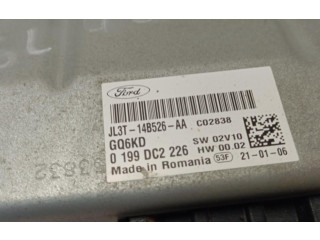 Ford
JL3T-14B526-AA C02838
GQ6KD SW 02V10
0 199 DC2 226 HW 00.02
Made in Romania 53F 21-01-06